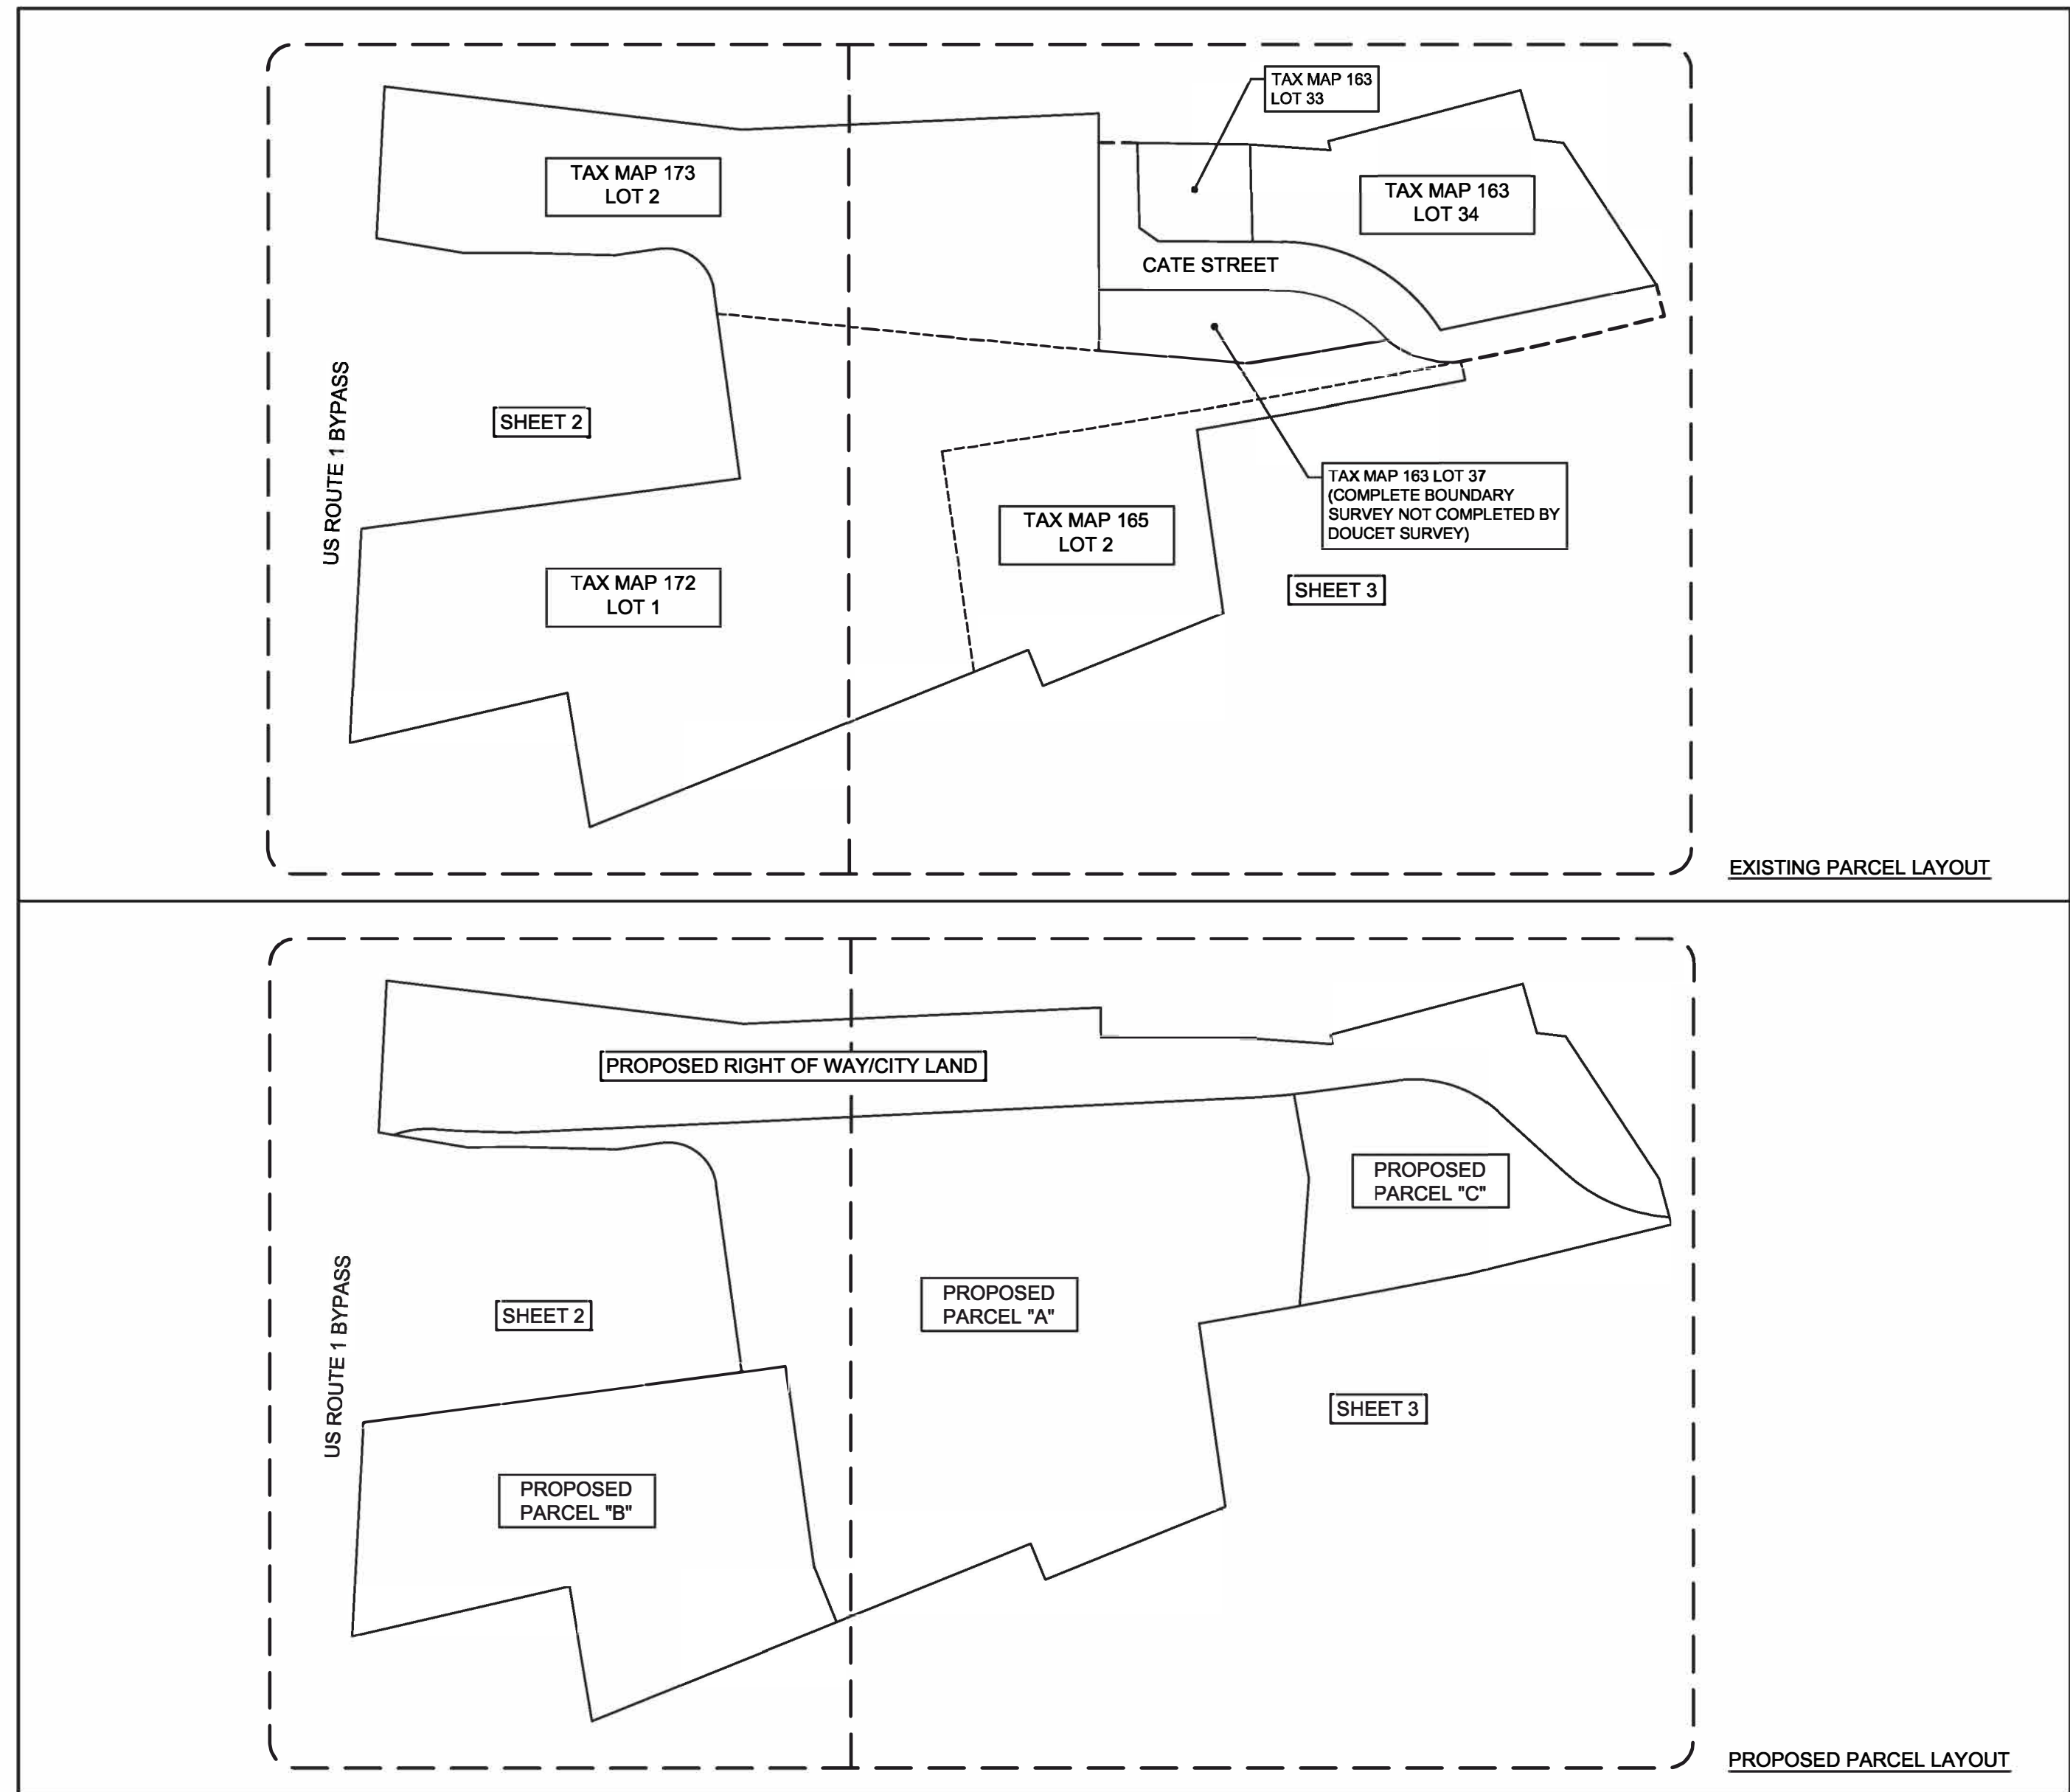 TAX MAP 163
LOT 33
TAX MAP 173
LOT 2
TAX MAP 163
LOT 34
CATE STREET
US ROUTE 1 BYPASS
SHEET 2
TAX MAP 163 LOT 37
(COMPLETE BOUNDARY
SURVEY NOT COMPLETED BY
DOUCET SURVEY)
TAX MAP 165
LOT 2
TAX MAP 172
LOT 1
SHEET 3
EXISTING PARCEL LAYOUT
PROPOSED RIGHT OF WAY/CITY LAND
PROPOSED
PARCEL "C"
US ROUTE 1 BYPASS
SHEET 2
PROPOSED
PARCEL "A"
SHEET 3
PROPOSED
PARCEL "B"
PROPOSED PARCEL LAYOUT